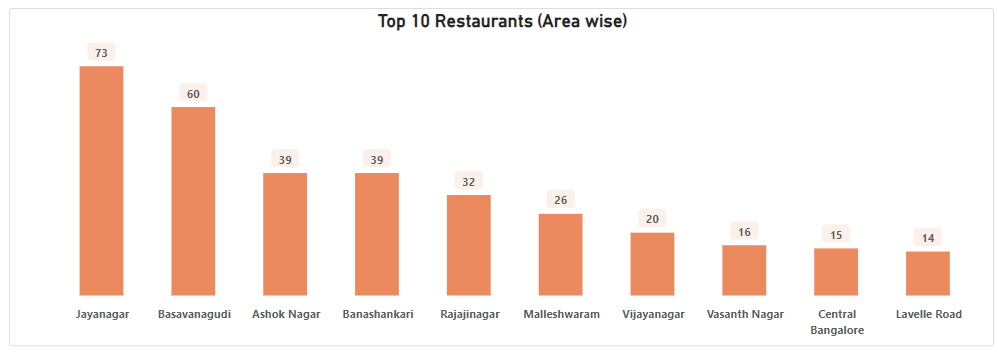 Top 10 Restaurants (Area wise)
73
60
39
39
32
26
20
16
15
14
Jayanagar
Basavanagudi
Ashok Nagar
Banashankari
Rajajinagar
Malleshwaram
Vijayanagar
Vasanth Nagar
Central
Bangalore
Lavelle Road